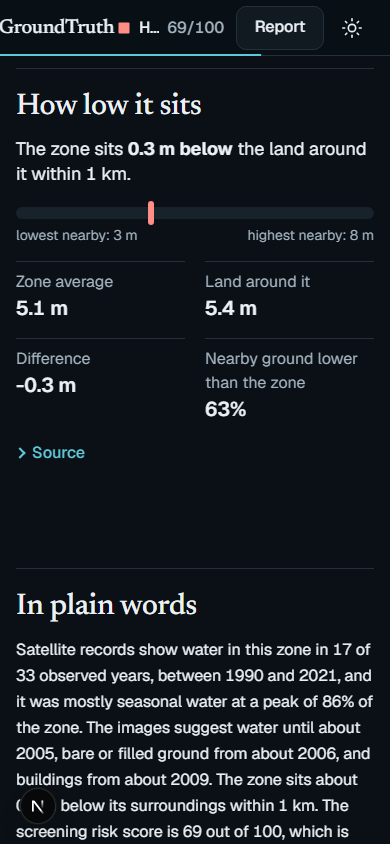 GroundTruth H... 69/100 Report
How low it sits
The zone sits 0.3 m below the land around
it within 1 km.
lowest nearby: 3 m highest nearby: 8 m
Zone average Land around it
5.1 m 5.4 m
Difference Nearby ground lower
than the zone
-0.3 m 63%
Source
In plain words
Satellite records show water in this zone in 17 of
33 observed years, between 1990 and 2021, and
it was mostly seasonal water at a peak of 86% of
the zone. The images suggest water until about
2005, bare or filled ground from about 2006, and
buildings from about 2009. The zone sits about
N below its surroundings within 1 km. The
screening risk score is 69 out of 100, which is